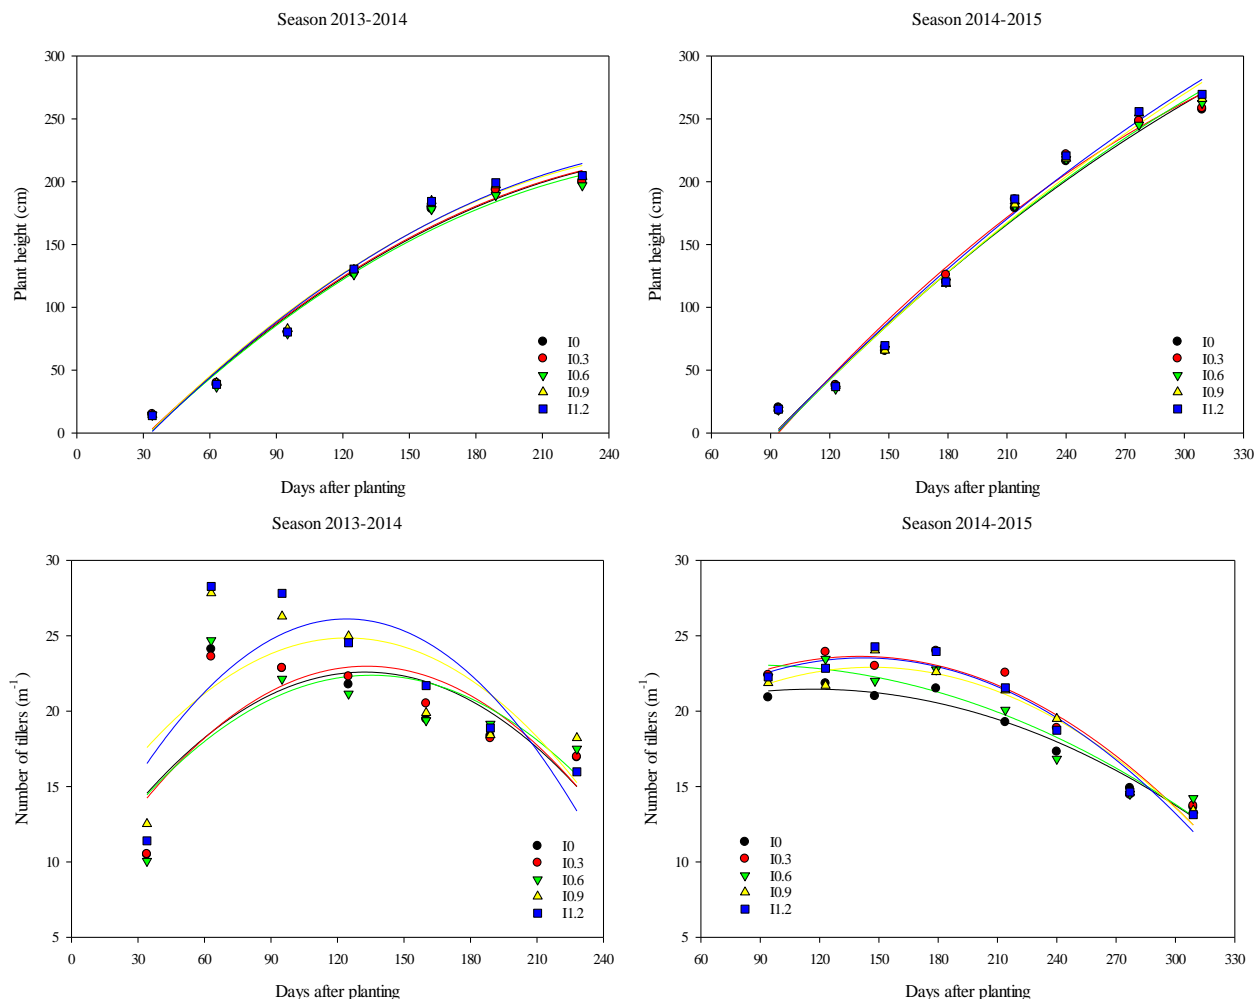 Season 2013-2014
Season 2014-2015
300
250
200
150
100
50
0
Plant height (cm)
0 30 60 90 120 150 180 210 240
Days after planting
I0
I0.3
I0.6
I0.9
I1.2
300
250
200
150
100
50
0
Plant height (cm)
60 90 120 150 180 210 240 270 300 330
Days after planting
I0
I0.3
I0.6
I0.9
I1.2
Season 2013-2014
Season 2014-2015
30
25
20
15
10
5
Number of tillers (m⁻¹)
0 30 60 90 120 150 180 210 240
Days after planting
I0
I0.3
I0.6
I0.9
I1.2
30
25
20
15
10
5
Number of tillers (m⁻¹)
60 90 120 150 180 210 240 270 300 330
Days after planting
I0
I0.3
I0.6
I0.9
I1.2